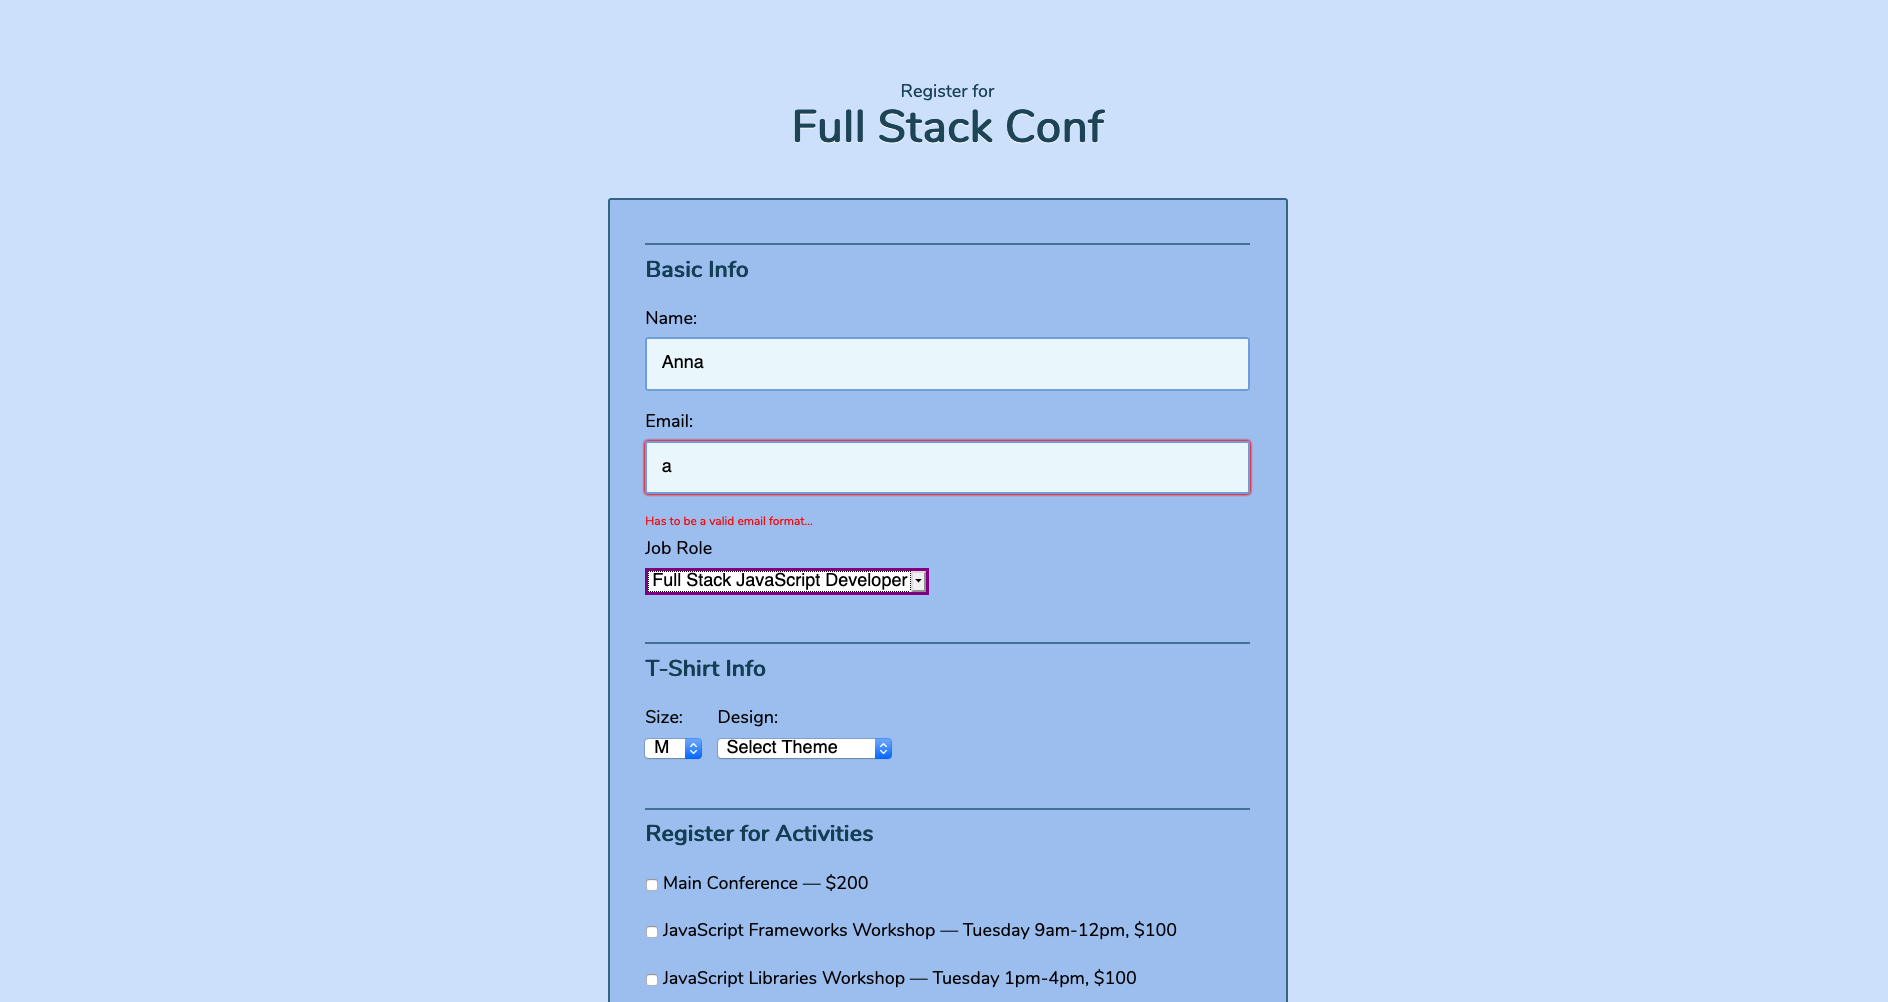 Register for
Full Stack Conf
Basic Info
Name:
Anna
Email:
a
Has to be a valid email format...
Job Role
Full Stack JavaScript Developer
T-Shirt Info
Size: Design:
M Select Theme
Register for Activities
Main Conference — $200
JavaScript Frameworks Workshop — Tuesday 9am-12pm, $100
JavaScript Libraries Workshop — Tuesday 1pm-4pm, $100